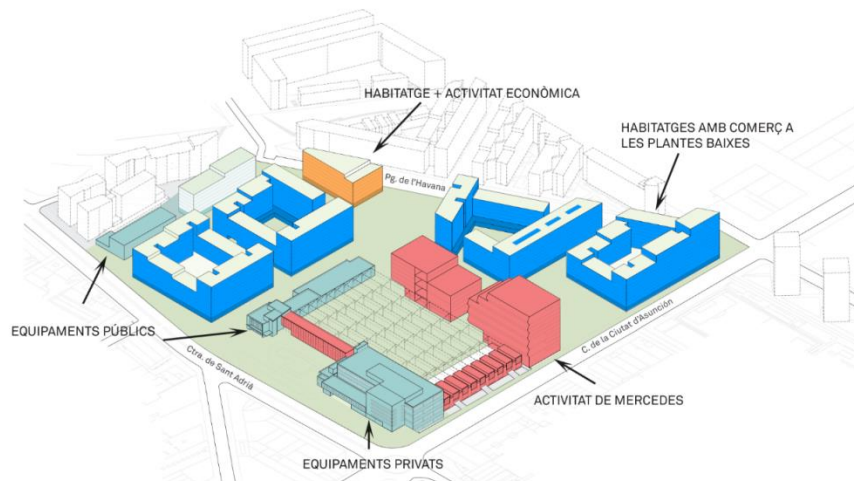 HABITATGE + ACTIVITAT ECONÒMICA
HABITATGES AMB COMERÇ A
LES PLANTES BAIXES
Pg. de l'Havana
EQUIPAMENTS PÚBLICS
Ctra. de Sant Adrià
C. de la Ciutat d'Asunción
ACTIVITAT DE MERCEDES
EQUIPAMENTS PRIVATS